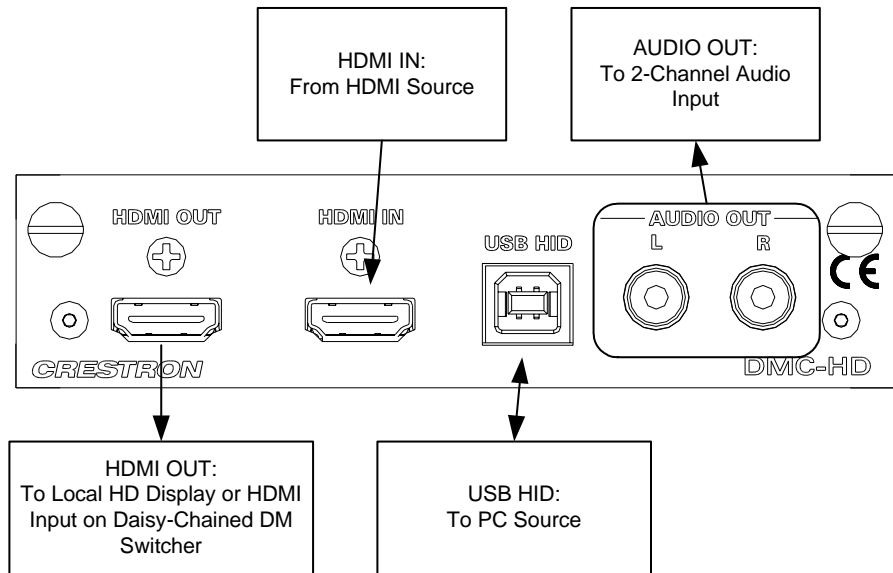 HDMI IN:
From HDMI Source
AUDIO OUT:
To 2-Channel Audio
Input
HDMI OUT
HDMI IN
USB HID
AUDIO OUT
L
R
CE
CRESTRON
DMC-HD
HDMI OUT:
To Local HD Display or HDMI
Input on Daisy-Chained DM
Switcher
USB HID:
To PC Source